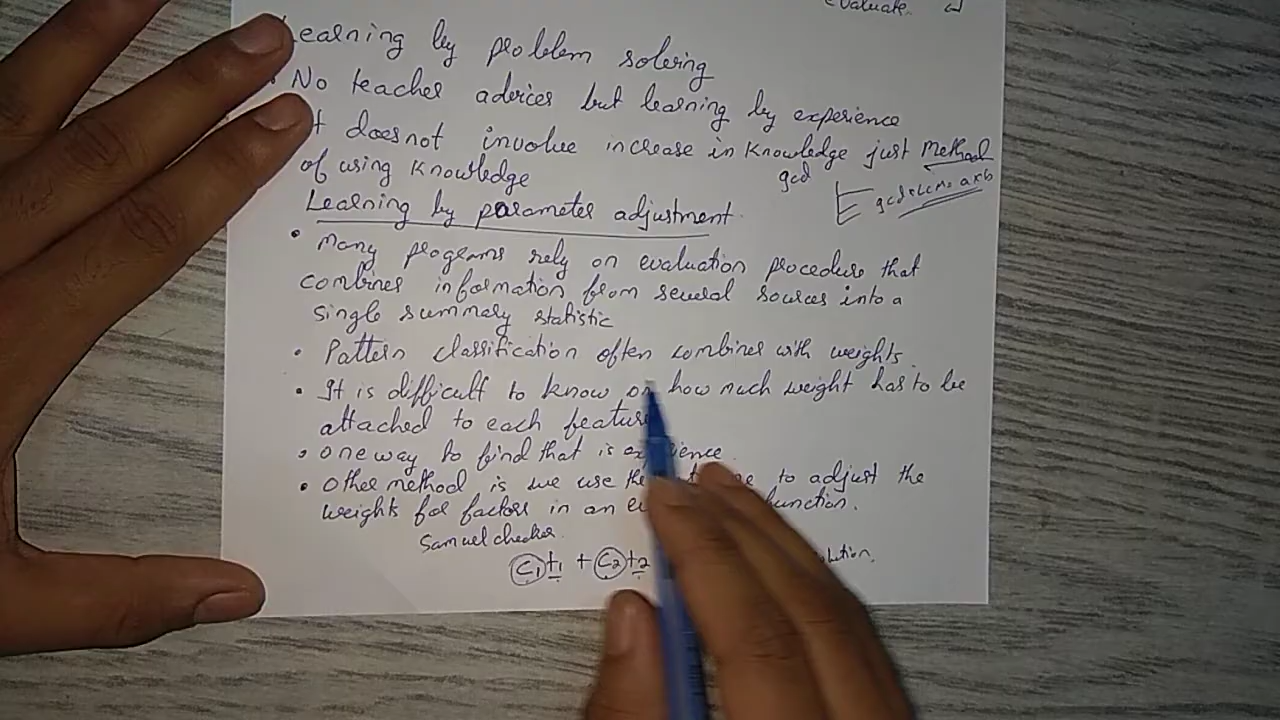 evaluate.
Learning by problem solving
No teacher advices but learning by experience
It doesnot involve increase in knowledge just Method
of using knowledge
gcd
gcd*LCM= a*b
Learning by parameter adjustment
• Many programs rely on evaluation procedure that
combines information from several sources into a
single summary statistic
• Pattern classification often combines with weights.
• It is difficult to know on how much weight has to be
attached to each feature
• one way to find that is experience
• Other method is we use the to adjust the
weights for factors in an function.
Samuel checker.
C1t1 + C2t2